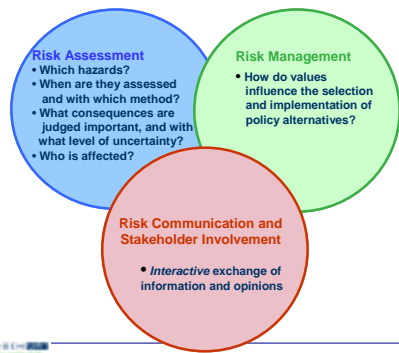 Risk Assessment
• Which hazards?
• When are they assessed
and with which method?
• What consequences are
judged important, and with
what level of uncertainty?
• Who is affected?
Risk Management
• How do values
influence the selection
and implementation of
policy alternatives?
Risk Communication and
Stakeholder Involvement
• Interactive exchange of
information and opinions